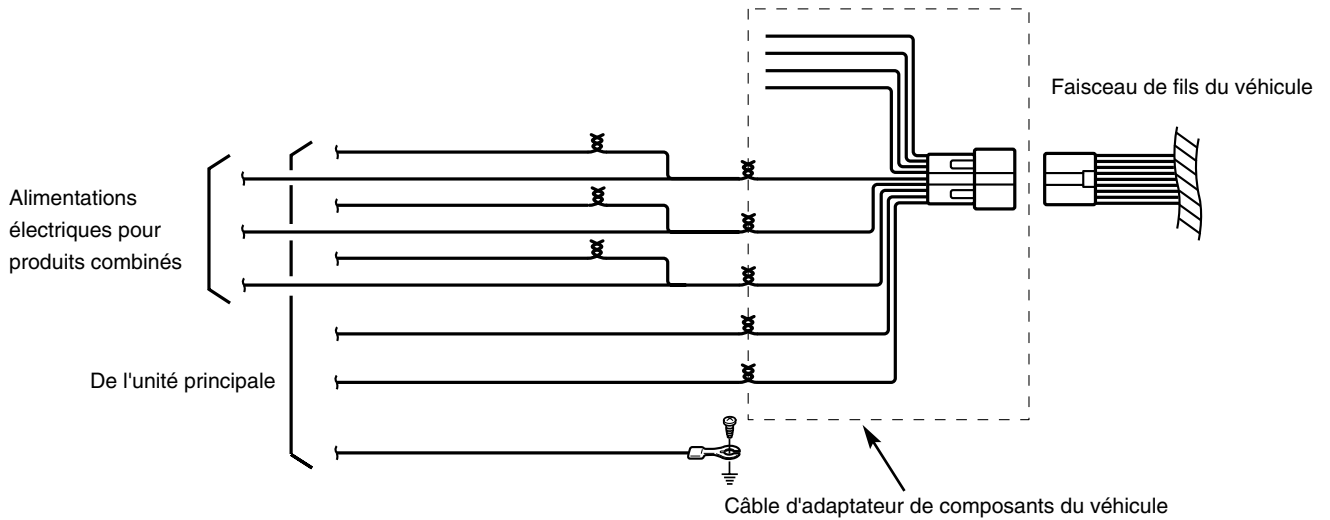 Faisceau de fils du véhicule
Alimentations
électriques pour
produits combinés
De l'unité principale
Câble d'adaptateur de composants du véhicule